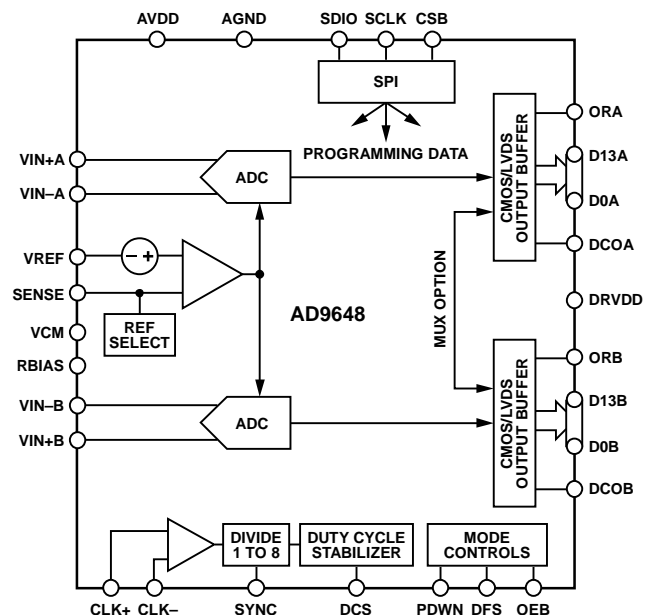 AVDD AGND SDIO SCLK CSB
SPI
PROGRAMMING DATA
ORA
D13A
D0A
DCOA
CMOS/LVDS
OUTPUT BUFFER
VIN+A
VIN–A
ADC
VREF
– +
SENSE
REF
SELECT
VCM
RBIAS
AD9648
MUX OPTION
DRVDD
VIN–B
VIN+B
ADC
CMOS/LVDS
OUTPUT BUFFER
ORB
D13B
D0B
DCOB
DIVIDE
1 TO 8
DUTY CYCLE
STABILIZER
MODE
CONTROLS
CLK+ CLK– SYNC DCS PDWN DFS OEB